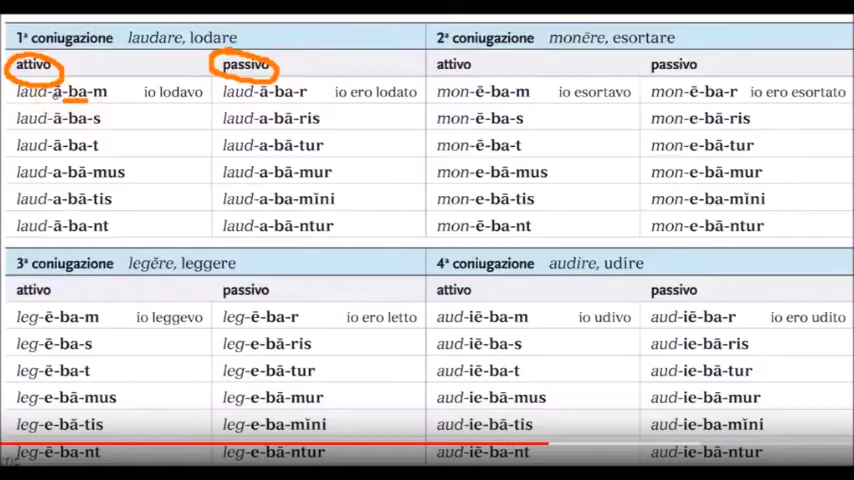 1ª coniugazione laudare, lodare 2ª coniugazione monēre, esortare
attivo passivo attivo passivo
laud-ā-ba-m io lodavo laud-ā-ba-r io ero lodato mon-ē-ba-m io esortavo mon-ē-ba-r io ero esortato
laud-ā-ba-s laud-a-bā-ris mon-ē-ba-s mon-e-bā-ris
laud-ā-ba-t laud-a-bā-tur mon-ē-ba-t mon-e-bā-tur
laud-a-bā-mus laud-a-bā-mur mon-e-bā-mus mon-e-bā-mur
laud-a-bā-tis laud-a-ba-mĭni mon-e-bā-tis mon-e-ba-mĭni
laud-ā-ba-nt laud-a-bā-ntur mon-ē-ba-nt mon-e-bā-ntur
3ª coniugazione legĕre, leggere 4ª coniugazione audire, udire
attivo passivo attivo passivo
leg-ē-ba-m io leggevo leg-ē-ba-r io ero letto aud-iē-ba-m io udivo aud-iē-ba-r io ero udito
leg-ē-ba-s leg-e-bā-ris aud-iē-ba-s aud-ie-bā-ris
leg-ē-ba-t leg-e-bā-tur aud-iē-ba-t aud-ie-bā-tur
leg-e-bā-mus leg-e-bā-mur aud-ie-bā-mus aud-ie-bā-mur
leg-e-bā-tis leg-e-ba-mĭni aud-ie-bā-tis aud-ie-ba-mĭni
leg-ē-ba-nt leg-e-bā-ntur aud-iē-ba-nt aud-ie-bā-ntur